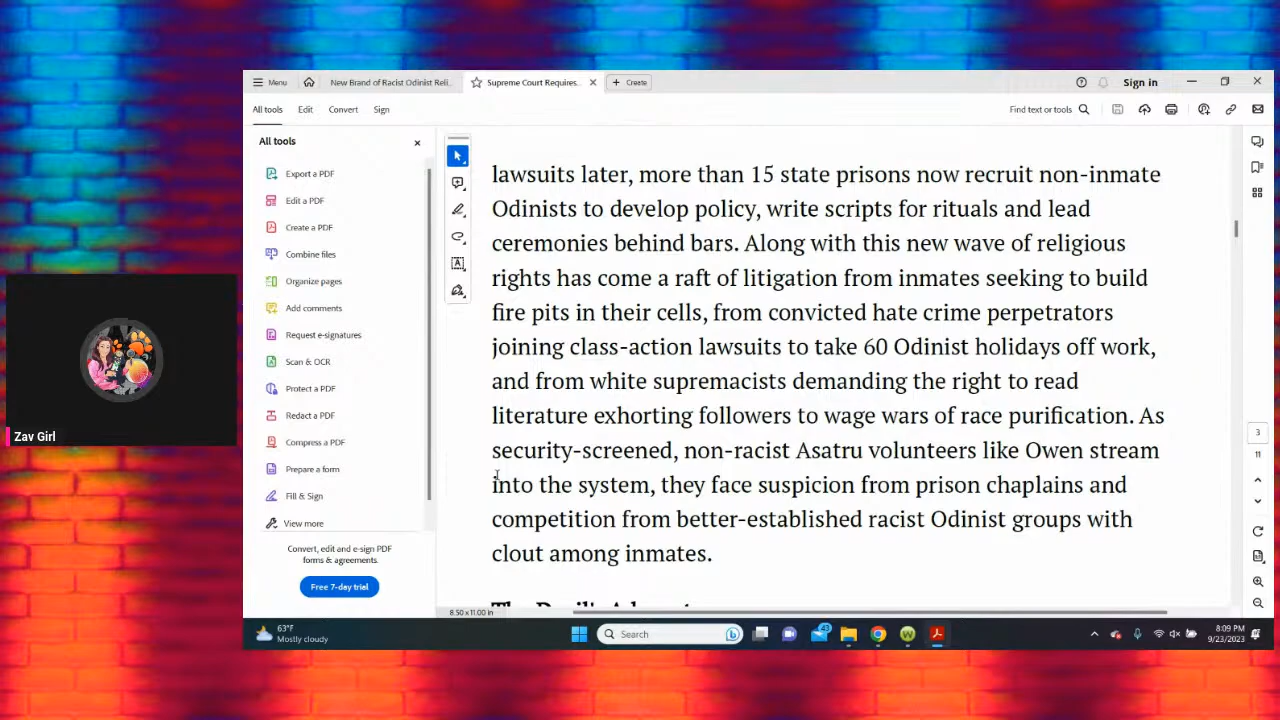 Menu
New Brand of Racist Odinist Reli...
Supreme Court Requires...
Create
Sign in
All tools
Edit
Convert
Sign
Find text or tools
All tools
Export a PDF
Edit a PDF
Create a PDF
Combine files
Organize pages
Add comments
Request e-signatures
Scan & OCR
Protect a PDF
Redact a PDF
Compress a PDF
Prepare a form
Fill & Sign
View more
Convert, edit and e-sign PDF
forms & agreements.
Free 7-day trial
lawsuits later, more than 15 state prisons now recruit non-inmate
Odinists to develop policy, write scripts for rituals and lead
ceremonies behind bars. Along with this new wave of religious
rights has come a raft of litigation from inmates seeking to build
fire pits in their cells, from convicted hate crime perpetrators
joining class-action lawsuits to take 60 Odinist holidays off work,
and from white supremacists demanding the right to read
literature exhorting followers to wage wars of race purification. As
security-screened, non-racist Asatru volunteers like Owen stream
into the system, they face suspicion from prison chaplains and
competition from better-established racist Odinist groups with
clout among inmates.
8.50 x 11.00 in
3
11
Zav Girl
63°F
Mostly cloudy
Search
8:09 PM
9/23/2023